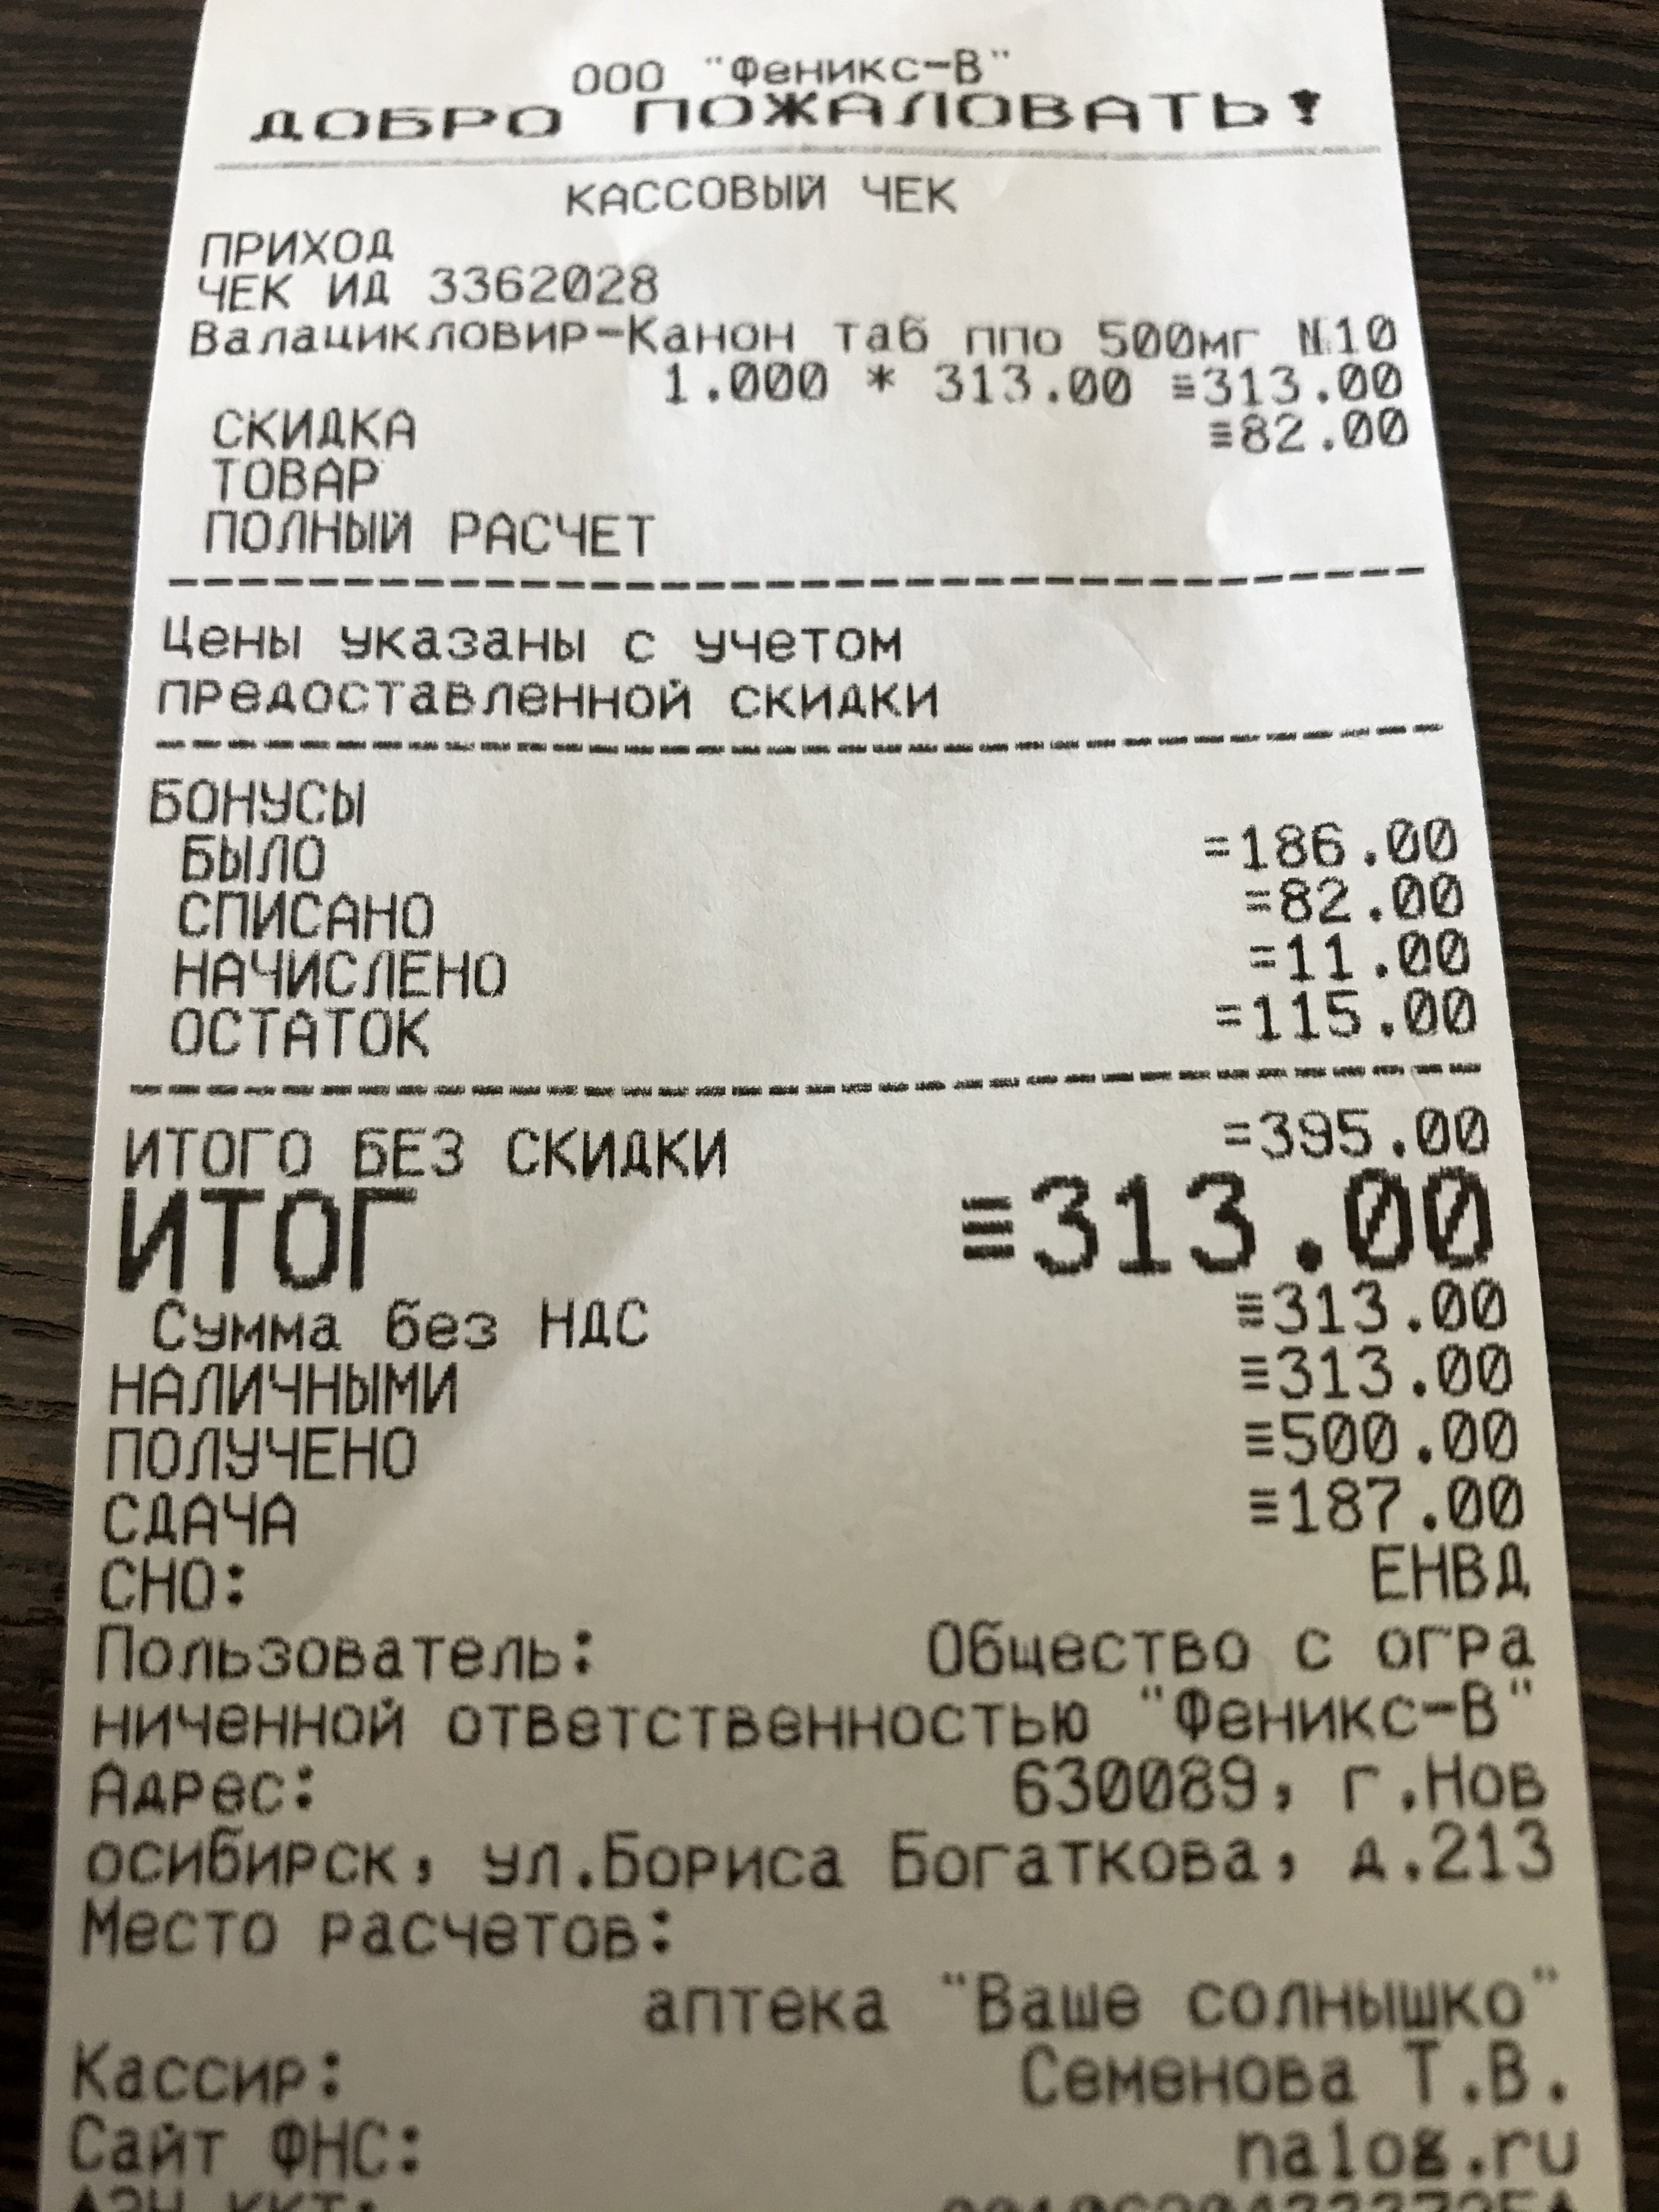 ООО "Феникс-В"
ДОБРО ПОЖАЛОВАТЬ!
КАССОВЫЙ ЧЕК
ПРИХОД
ЧЕК ИД 3362028
Валацикловир-Канон таб ппо 500мг №10
1.000 * 313.00 ≡313.00
СКИДКА ≡82.00
ТОВАР
ПОЛНЫЙ РАСЧЕТ
Цены указаны с учетом
предоставленной скидки
БОНУСЫ
БЫЛО =186.00
СПИСАНО =82.00
НАЧИСЛЕНО =11.00
ОСТАТОК =115.00
ИТОГО БЕЗ СКИДКИ =395.00
ИТОГ ≡313.00
Сумма без НДС ≡313.00
НАЛИЧНЫМИ ≡313.00
ПОЛУЧЕНО ≡500.00
СДАЧА ≡187.00
СНО: ЕНВД
Пользователь: Общество с огра
ниченной ответственностью "Феникс-В"
Адрес: 630089, г.Нов
осибирск, ул.Бориса Богаткова, д.213
Место расчетов:
аптека "Ваше солнышко"
Кассир: Семенова Т.В.
Сайт ФНС: nalog.ru